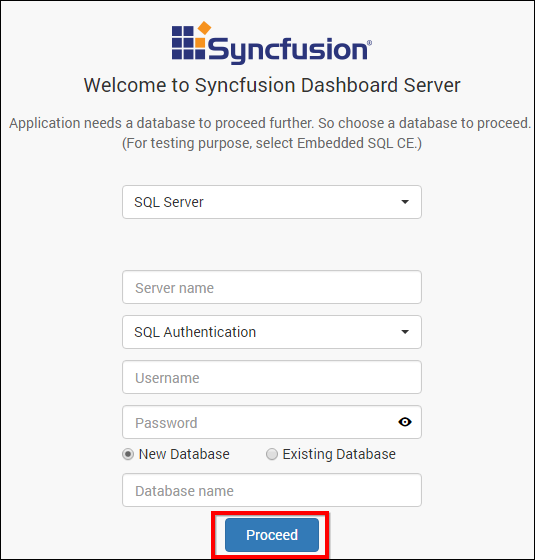 Syncfusion®
Welcome to Syncfusion Dashboard Server
Application needs a database to proceed further. So choose a database to proceed.
(For testing purpose, select Embedded SQL CE.)
SQL Server
Server name
SQL Authentication
Username
Password
New Database Existing Database
Database name
Proceed